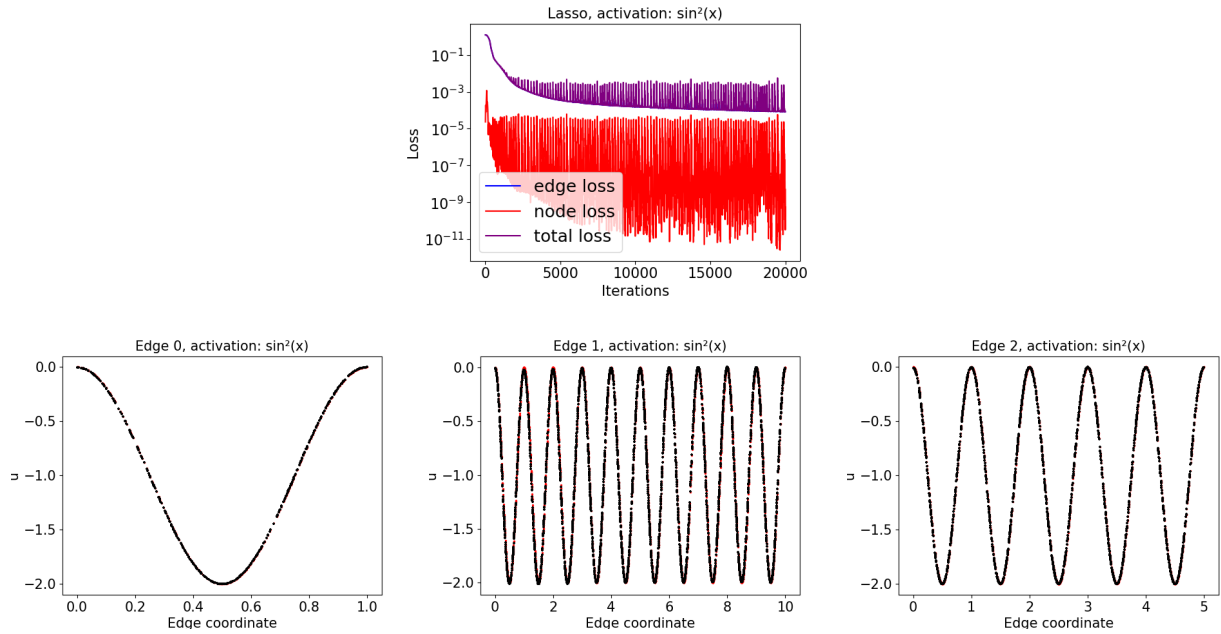 Lasso, activation: sin²(x)
Loss
10⁻¹
10⁻³
10⁻⁵
10⁻⁷
10⁻⁹
10⁻¹¹
edge loss
node loss
total loss
0 5000 10000 15000 20000
Iterations
Edge 0, activation: sin²(x)
u
0.0
−0.5
−1.0
−1.5
−2.0
0.0 0.2 0.4 0.6 0.8 1.0
Edge coordinate
Edge 1, activation: sin²(x)
u
0.0
−0.5
−1.0
−1.5
−2.0
0 2 4 6 8 10
Edge coordinate
Edge 2, activation: sin²(x)
u
0.0
−0.5
−1.0
−1.5
−2.0
0 1 2 3 4 5
Edge coordinate